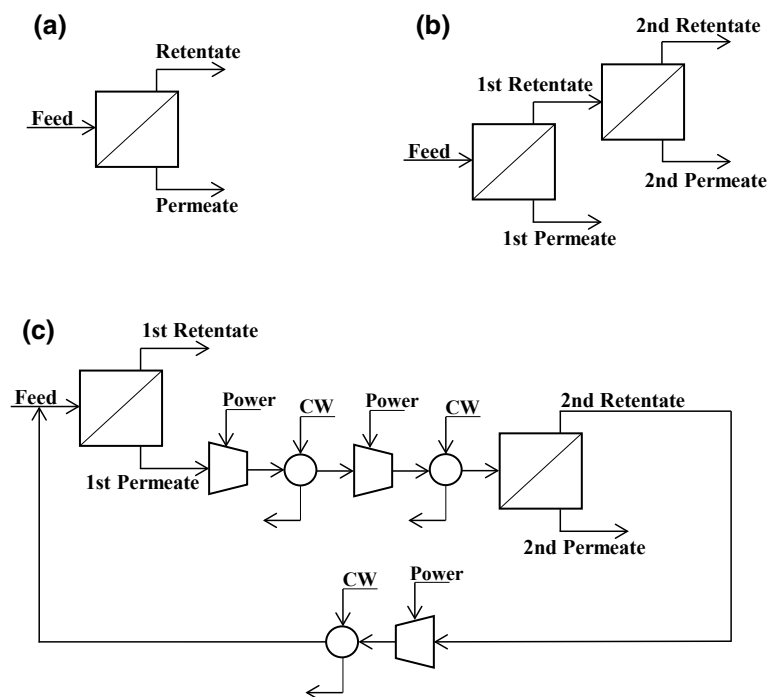 (a)
Retentate
Feed
Permeate
(b)
2nd Retentate
1st Retentate
Feed
2nd Permeate
1st Permeate
(c)
1st Retentate
Feed
Power
CW
Power
CW
2nd Retentate
1st Permeate
2nd Permeate
CW
Power